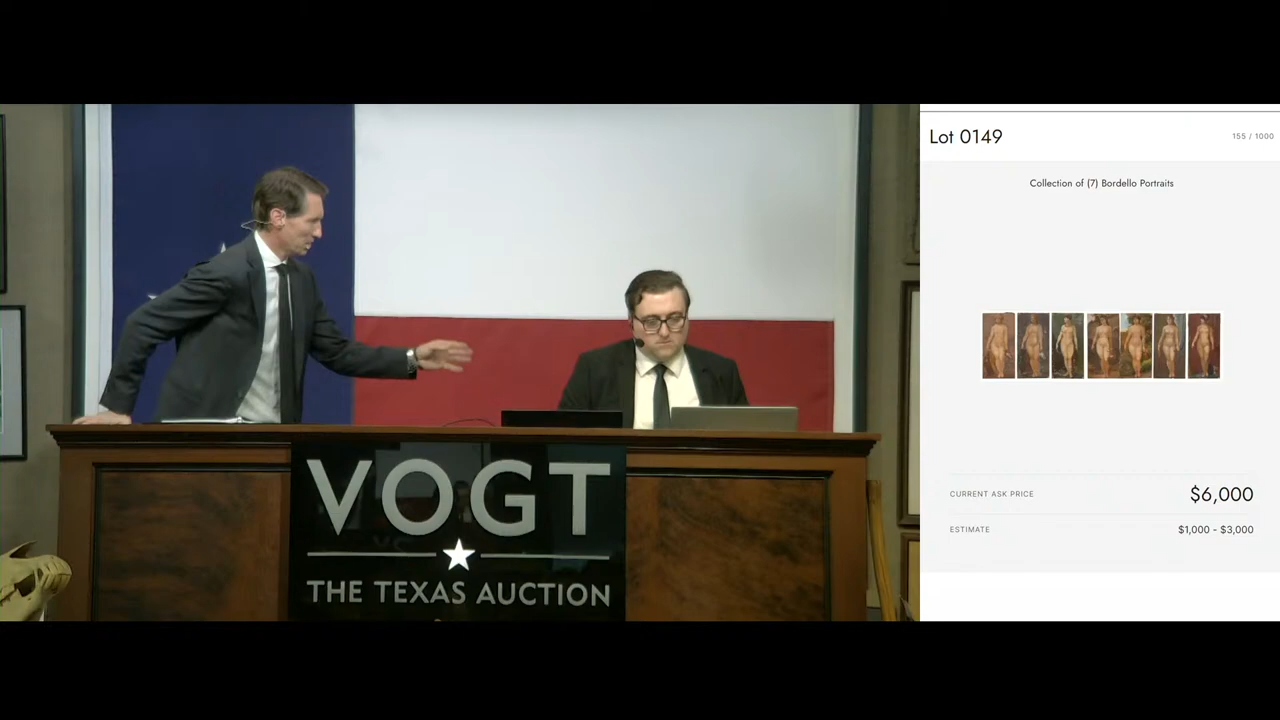 VOGT
THE TEXAS AUCTION
Lot 0149
155 / 1000
Collection of (7) Bordello Portraits
CURRENT ASK PRICE
$6,000
ESTIMATE
$1,000 - $3,000